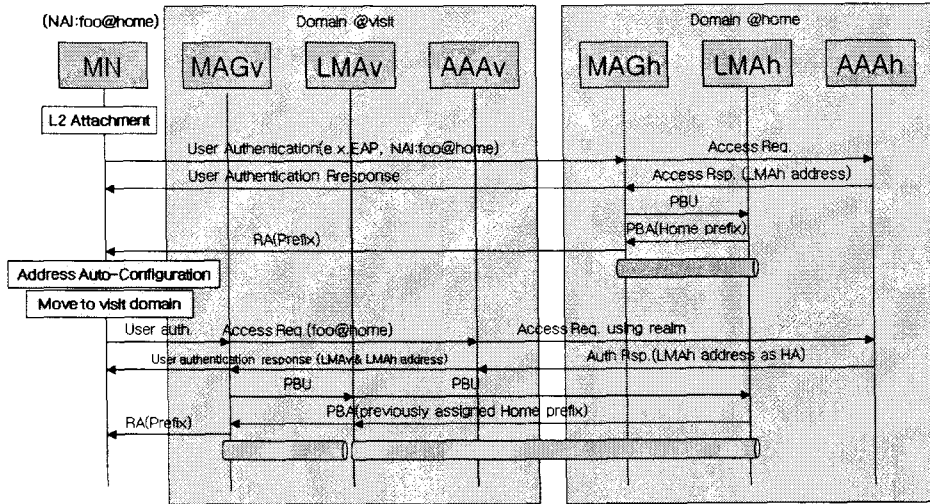 (NAI:foo@home)
Domain @visit
Domain @home
MN
MAGv
LMAv
AAAv
MAGh
LMAh
AAAh
L2 Attachment
User Authentication(e x. EAP, NAI:foo@home)
Access Req.
User Authentication Rresponse
Access Rsp. (LMAh address)
PBU
PBA(Home prefix)
RA(Prefix)
Address Auto-Configuration
Move to visit domain
User auth.
Access Req.(foo@home)
Access Req. using realm
User authentication response (LMAv& LMAh address)
Auth Rsp.(LMAh address as HA)
PBU
PBU
PBA(previously assigned Home prefix)
RA(Prefix)